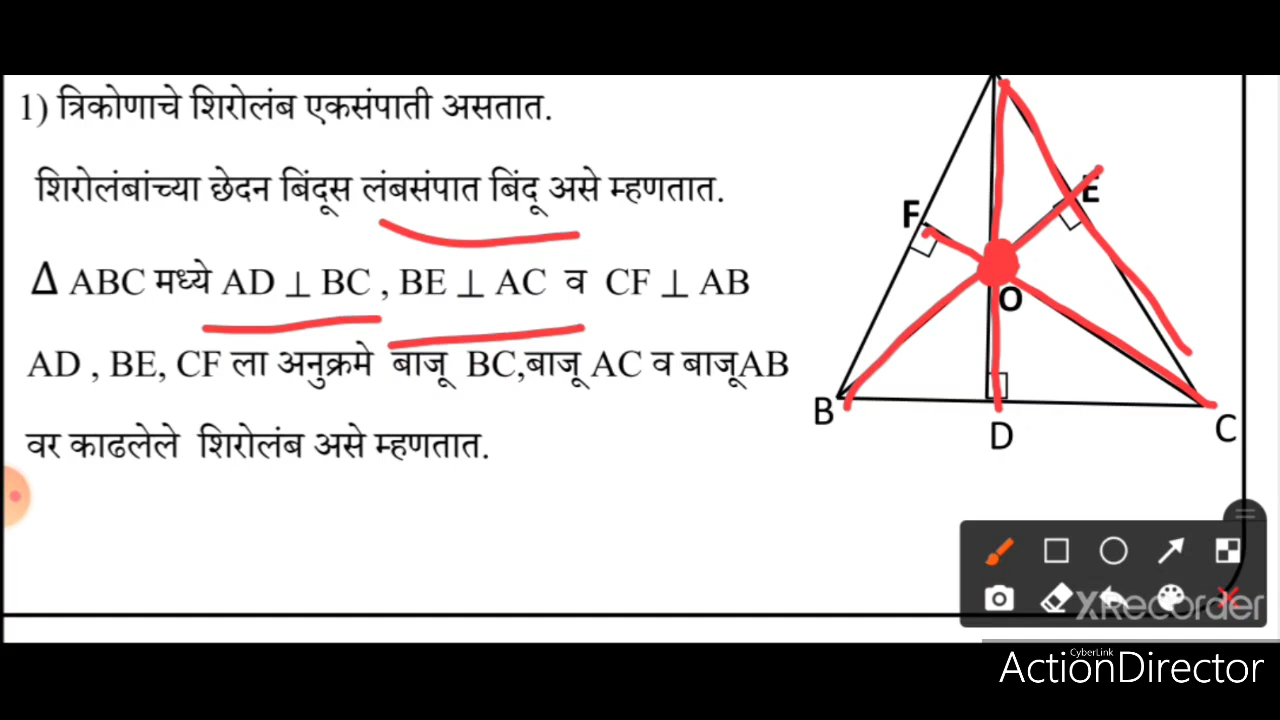 1) त्रिकोणाचे शिरोलंब एकसंपाती असतात.
शिरोलंबांच्या छेदन बिंदूस लंबसंपात बिंदू असे म्हणतात.
Δ ABC मध्ये AD ⊥ BC , BE ⊥ AC व CF ⊥ AB
AD , BE, CF ला अनुक्रमे बाजू BC,बाजू AC व बाजूAB
वर काढलेले शिरोलंब असे म्हणतात.
E
F
O
B
D
C
XRecorder
CyberLink
ActionDirector